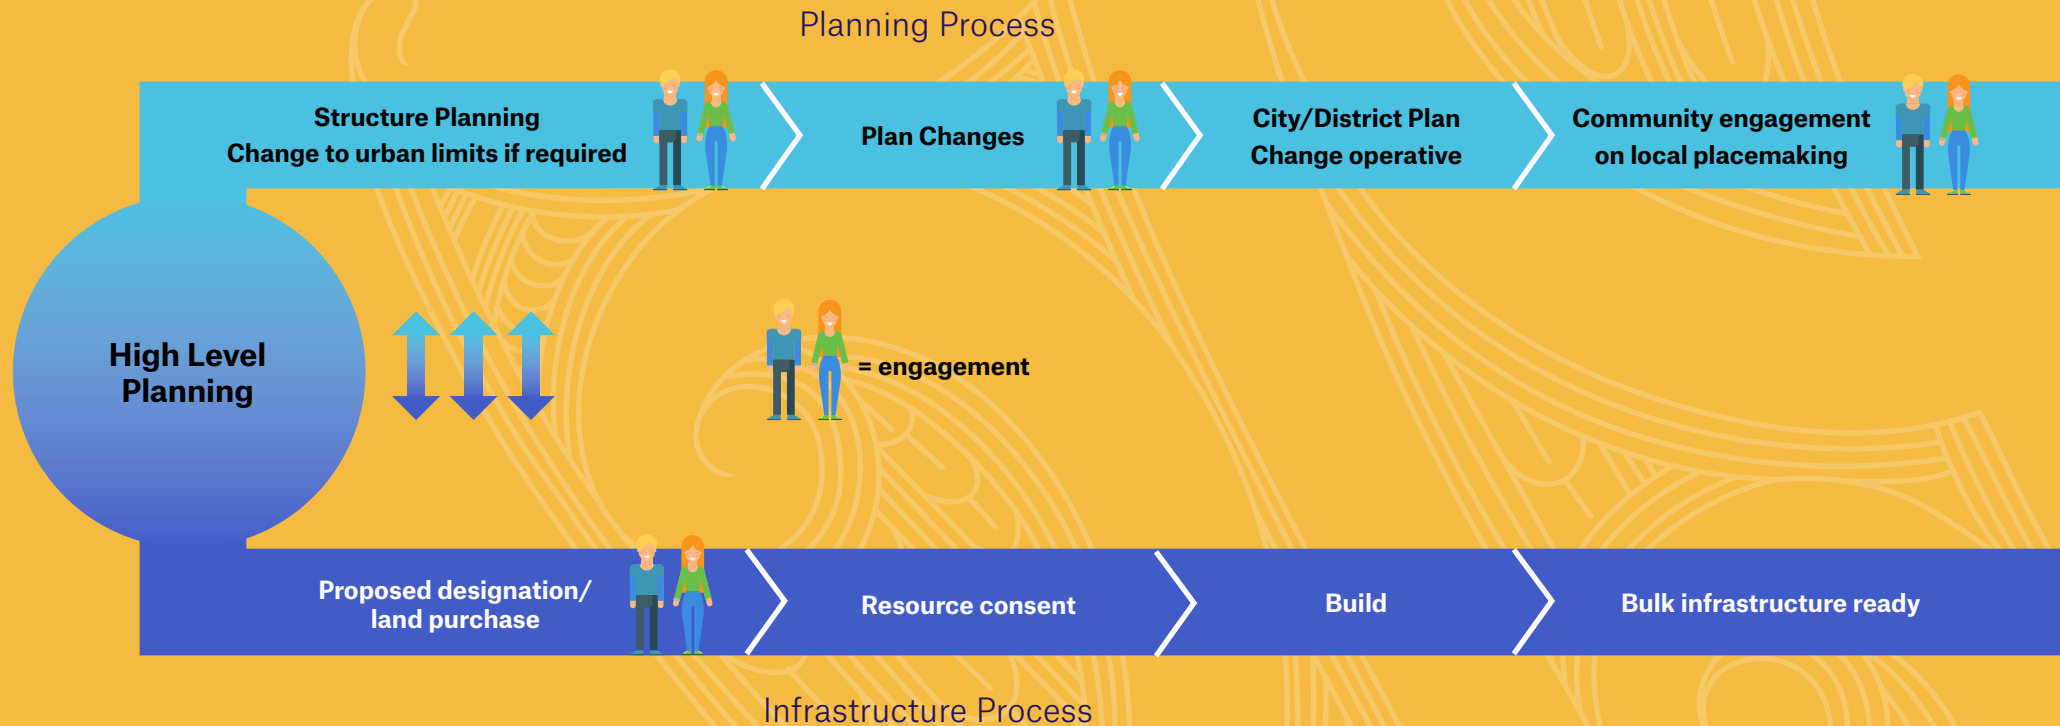 Planning Process
Structure Planning
Change to urban limits if required
Plan Changes
City/District Plan
Change operative
Community engagement
on local placemaking
High Level
Planning
= engagement
Proposed designation/
land purchase
Resource consent
Build
Bulk infrastructure ready
Infrastructure Process